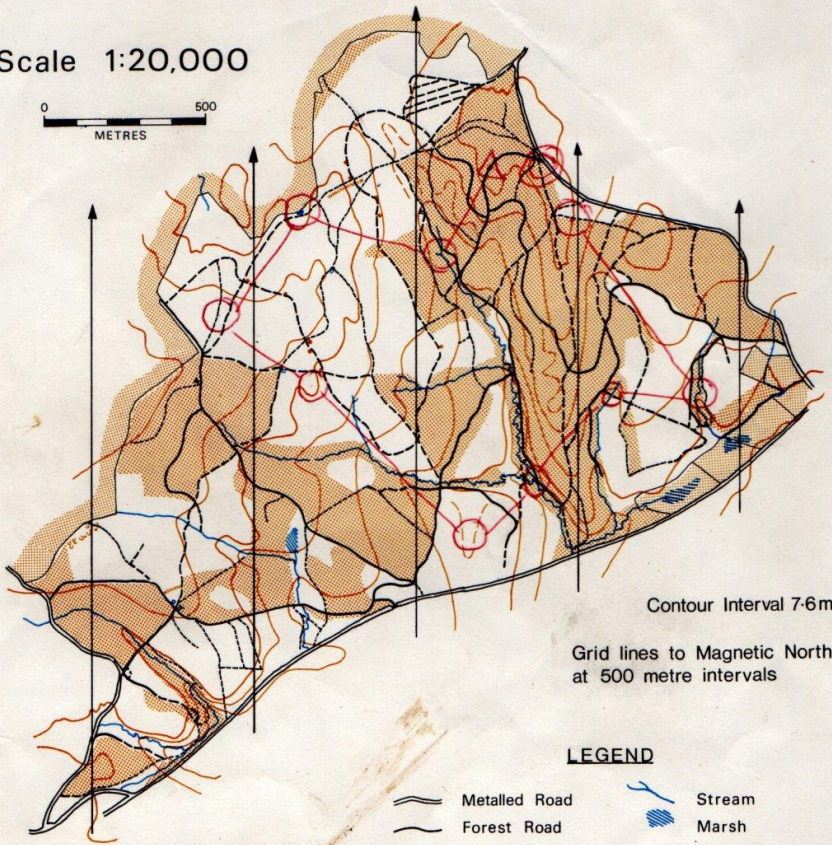 Scale 1:20,000
0 500
METRES
Contour Interval 7·6m
Grid lines to Magnetic North
at 500 metre intervals
LEGEND
Metalled Road
Stream
Forest Road
Marsh